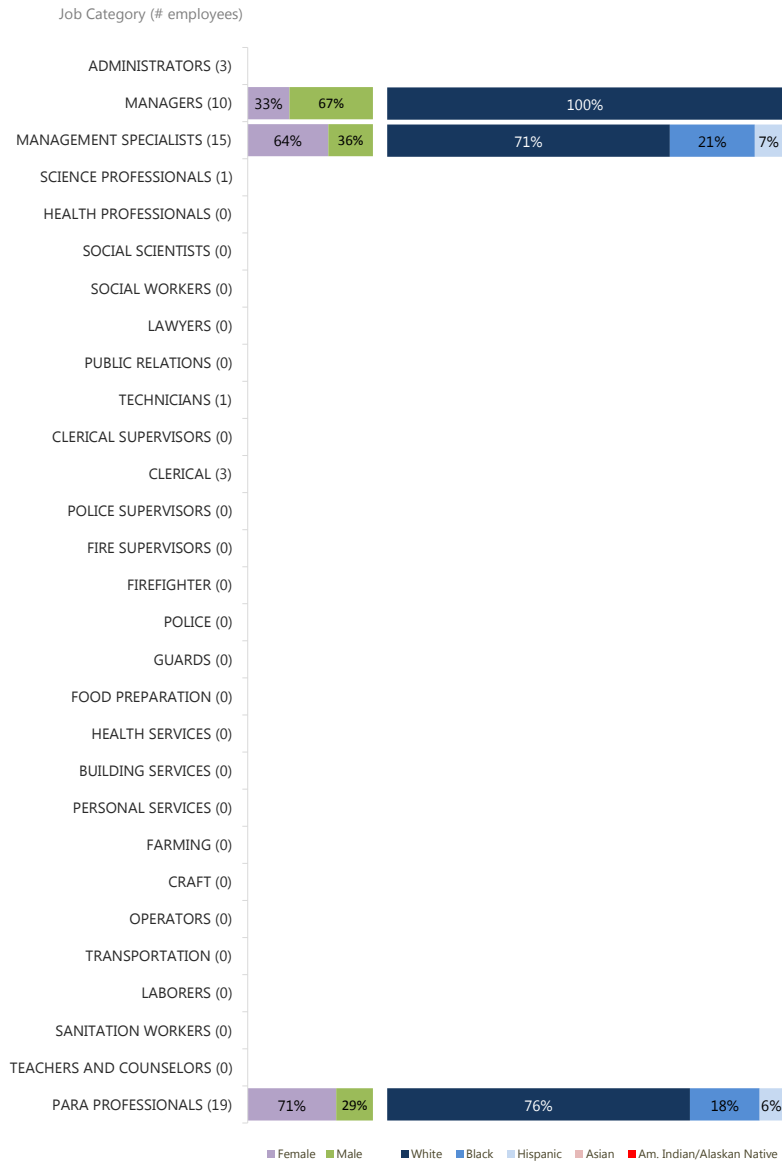 Job Category (# employees)
ADMINISTRATORS (3)
MANAGERS (10) 33% 67% 100%
MANAGEMENT SPECIALISTS (15) 64% 36% 71% 21% 7%
SCIENCE PROFESSIONALS (1)
HEALTH PROFESSIONALS (0)
SOCIAL SCIENTISTS (0)
SOCIAL WORKERS (0)
LAWYERS (0)
PUBLIC RELATIONS (0)
TECHNICIANS (1)
CLERICAL SUPERVISORS (0)
CLERICAL (3)
POLICE SUPERVISORS (0)
FIRE SUPERVISORS (0)
FIREFIGHTER (0)
POLICE (0)
GUARDS (0)
FOOD PREPARATION (0)
HEALTH SERVICES (0)
BUILDING SERVICES (0)
PERSONAL SERVICES (0)
FARMING (0)
CRAFT (0)
OPERATORS (0)
TRANSPORTATION (0)
LABORERS (0)
SANITATION WORKERS (0)
TEACHERS AND COUNSELORS (0)
PARA PROFESSIONALS (19) 71% 29% 76% 18% 6%
Female Male White Black Hispanic Asian Am. Indian/Alaskan Native